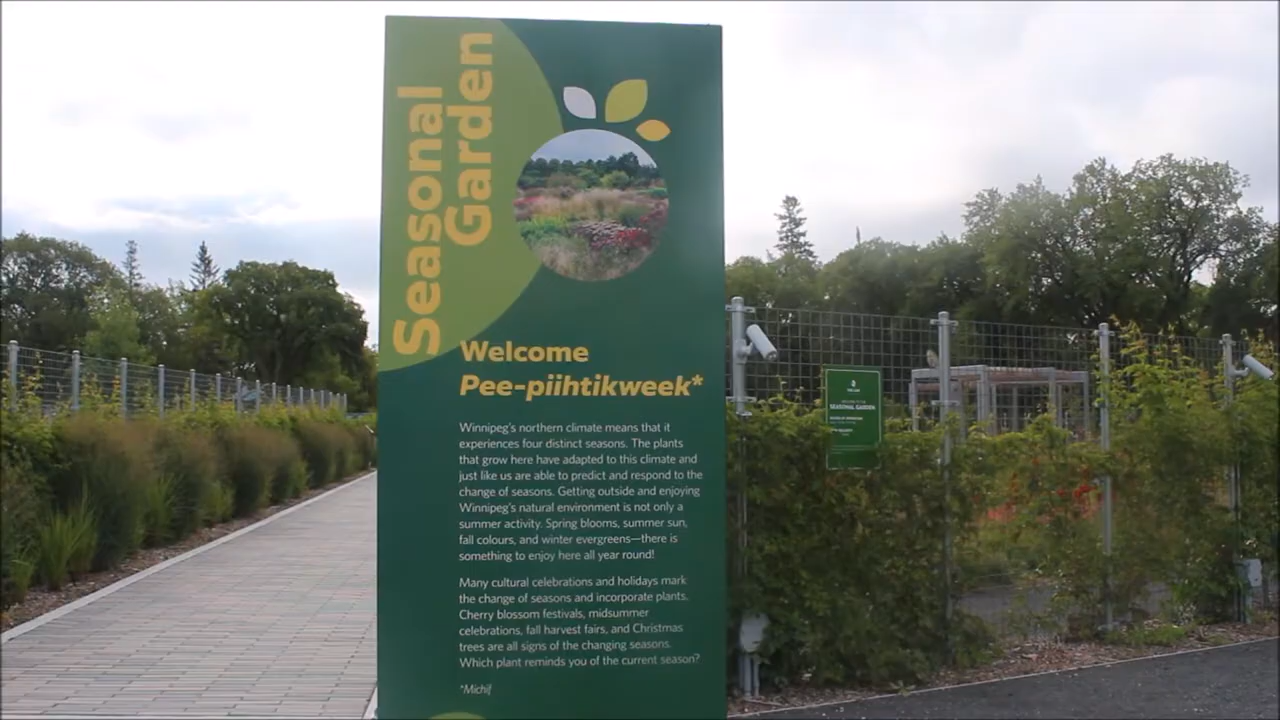 Seasonal
Garden
Welcome
Pee-piihtikweek*
Winnipeg's northern climate means that it
experiences four distinct seasons. The plants
that grow here have adapted to this climate and
just like us are able to predict and respond to the
change of seasons. Getting outside and enjoying
Winnipeg's natural environment is not only a
summer activity. Spring blooms, summer sun,
fall colours, and winter evergreens—there is
something to enjoy here all year round!
Many cultural celebrations and holidays mark
the change of seasons and incorporate plants.
Cherry blossom festivals, midsummer
celebrations, fall harvest fairs, and Christmas
trees are all signs of the changing seasons.
Which plant reminds you of the current season?
*Michif
SEASONAL GARDEN